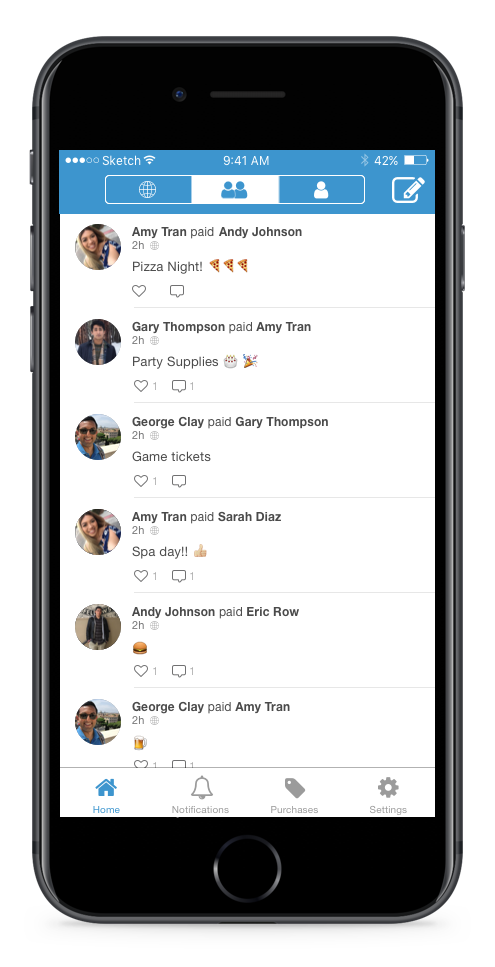 Sketch 9:41 AM 42%
Amy Tran paid Andy Johnson
2h
Pizza Night! 🍕🍕🍕
Gary Thompson paid Amy Tran
2h
Party Supplies 🎂 🎉
1 1
George Clay paid Gary Thompson
2h
Game tickets
1
Amy Tran paid Sarah Diaz
2h
Spa day!! 👍🏼
1 1
Andy Johnson paid Eric Row
2h
🍔
1 1
George Clay paid Amy Tran
2h
🍺
1 1
Home Notifications Purchases Settings